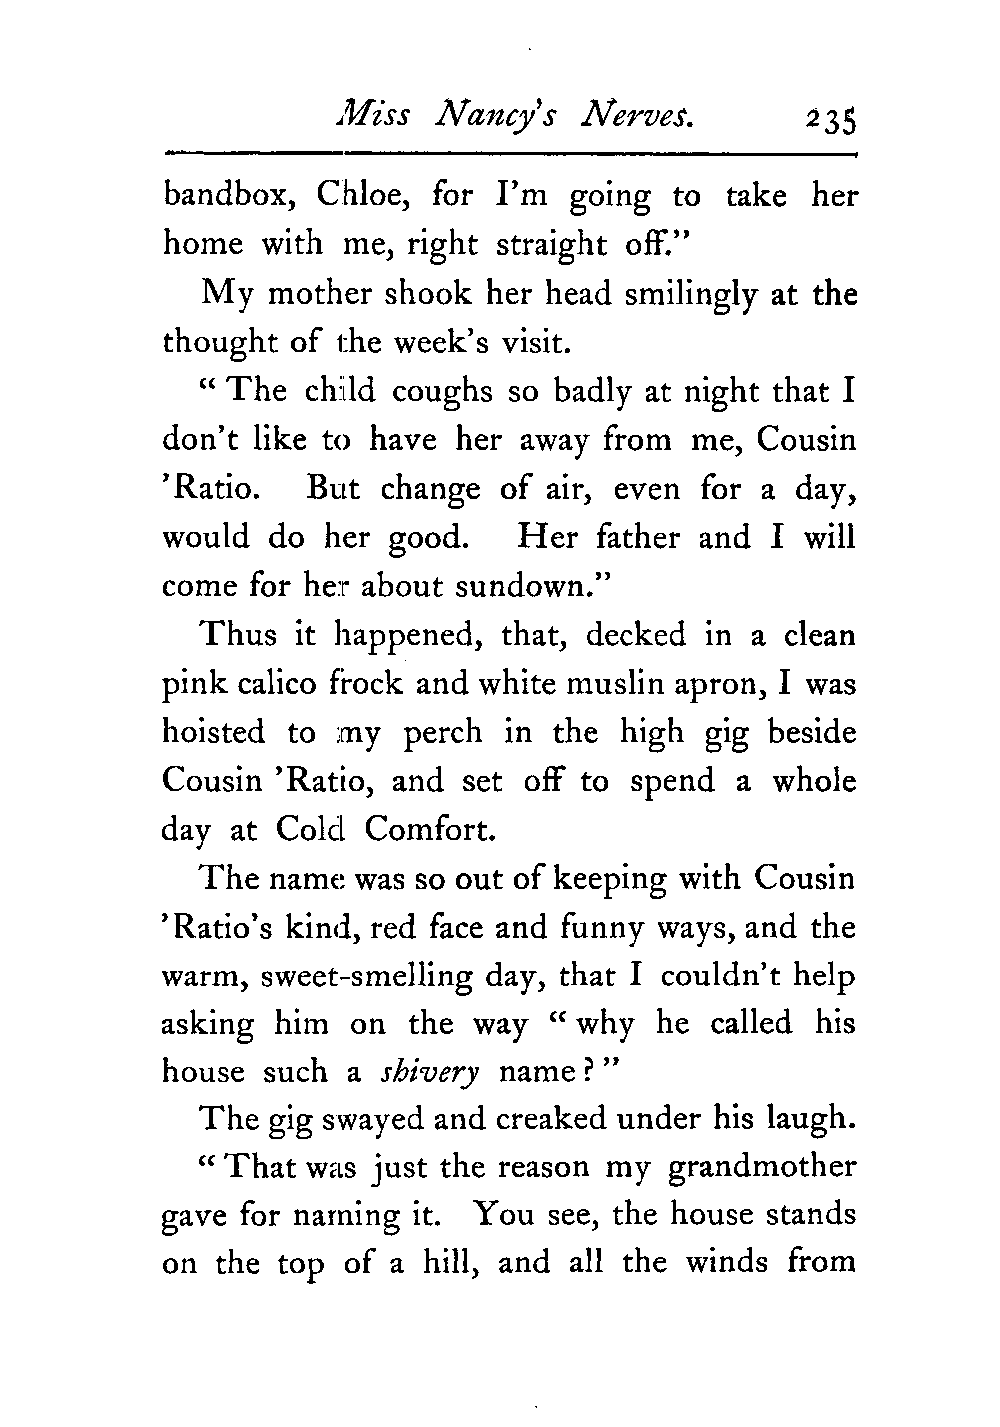 Miss Nancy's Nerves. 235
bandbox, Chloe, for I'm going to take her
home with me, right straight off."
My mother shook her head smilingly at the
thought of the week's visit.
"The child coughs so badly at night that I
don't like to have her away from me, Cousin
'Ratio. But change of air, even for a day,
would do her good. Her father and I will
come for her about sundown."
Thus it happened, that, decked in a clean
pink calico frock and white muslin apron, I was
hoisted to my perch in the high gig beside
Cousin 'Ratio, and set off to spend a whole
day at Cold Comfort.
The name was so out of keeping with Cousin
'Ratio's kind, red face and funny ways, and the
warm, sweet-smelling day, that I couldn't help
asking him on the way "why he called his
house such a shivery name?"
The gig swayed and creaked under his laugh.
"That was just the reason my grandmother
gave for naming it. You see, the house stands
on the top of a hill, and all the winds from